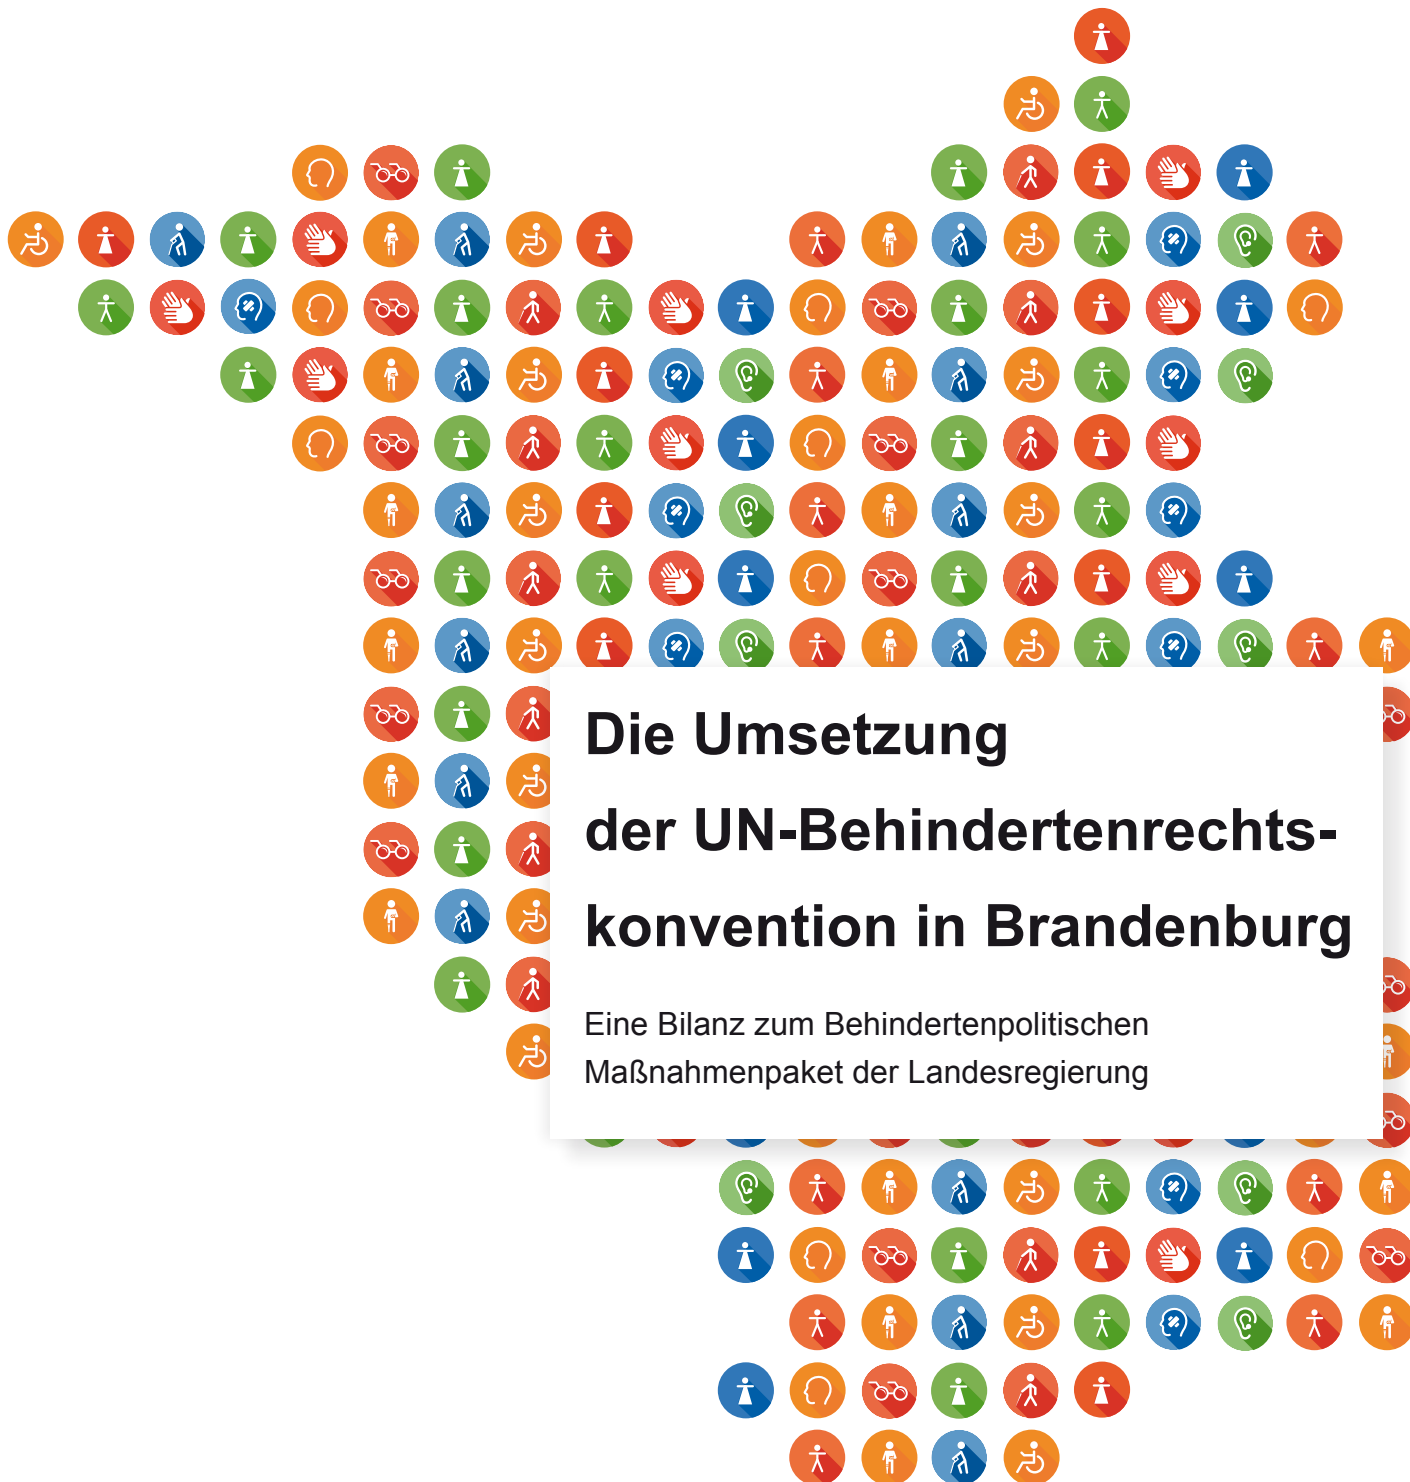 Die Umsetzung
der UN-Behindertenrechts-
konvention in Brandenburg
Eine Bilanz zum Behindertenpolitischen
Maßnahmenpaket der Landesregierung